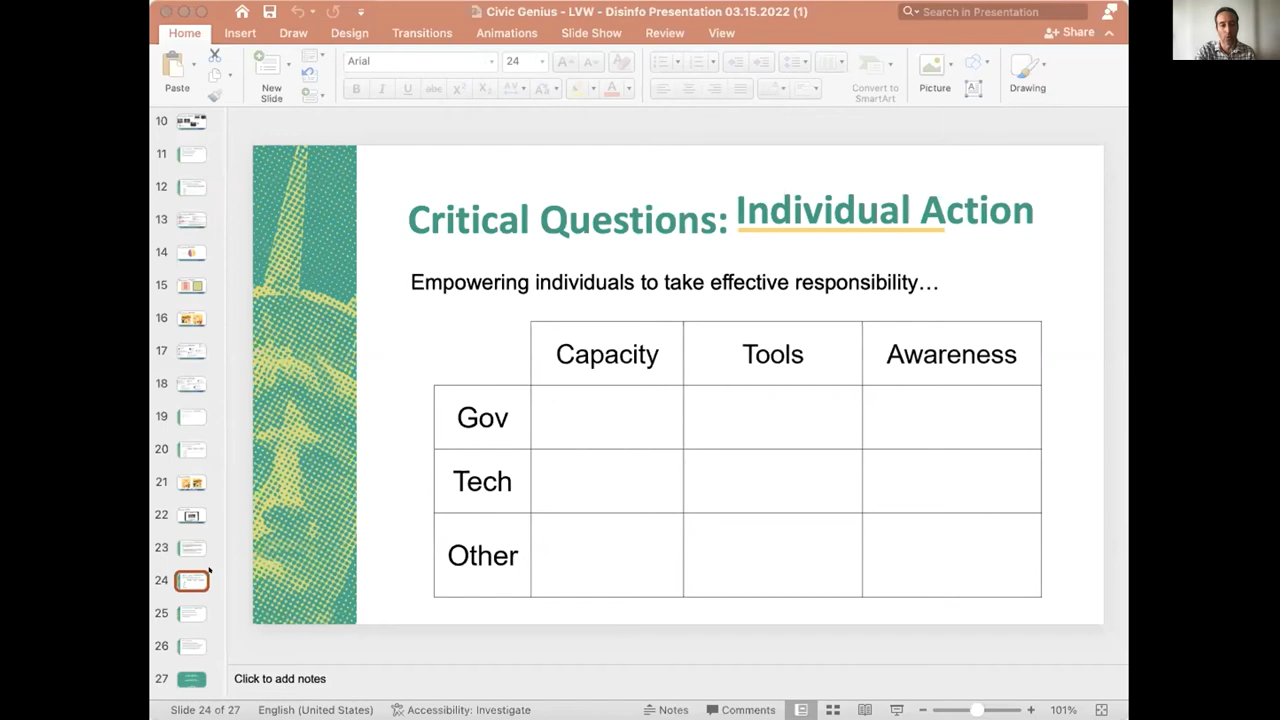 Civic Genius - LVW - Disinfo Presentation 03.15.2022 (1)
Search in Presentation
Home Insert Draw Design Transitions Animations Slide Show Review View
Share
Paste
New Slide
Arial
24
Convert to SmartArt
Picture
Drawing
10
11
12
13
14
15
16
17
18
19
20
21
22
23
24
25
26
27
Critical Questions: Individual Action
Empowering individuals to take effective responsibility…
Capacity Tools Awareness
Gov
Tech
Other
Click to add notes
Slide 24 of 27 English (United States) Accessibility: Investigate Notes Comments 101%